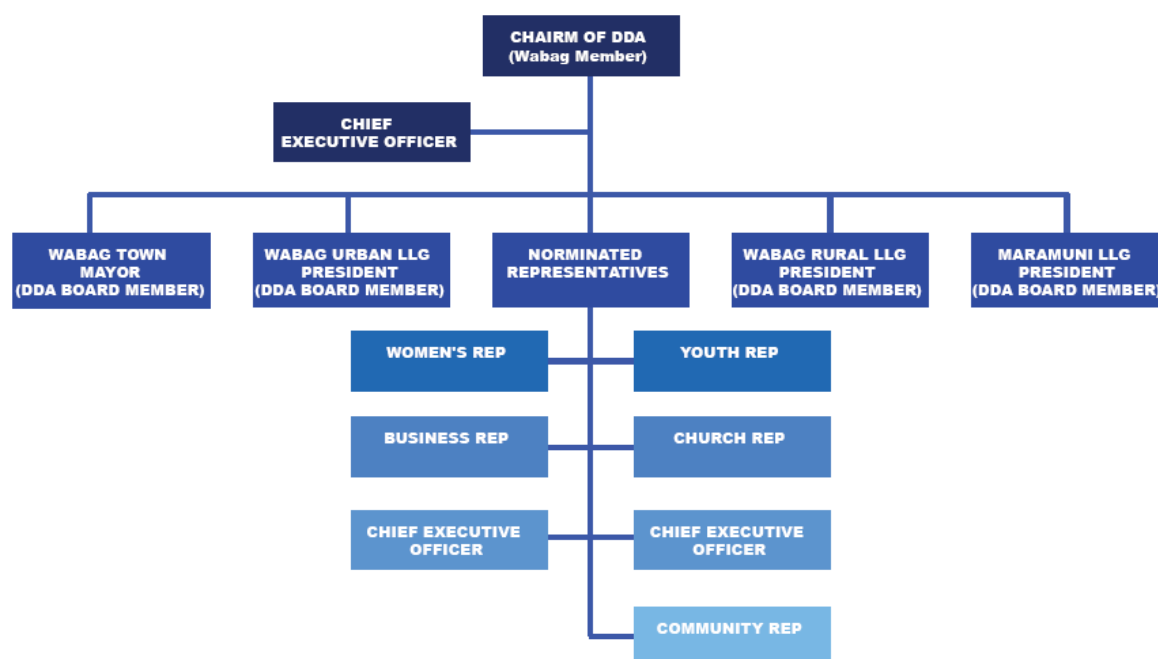 CHAIRM OF DDA
(Wabag Member)
CHIEF
EXECUTIVE OFFICER
WABAG TOWN
MAYOR
(DDA BOARD MEMBER)
WABAG URBAN LLG
PRESIDENT
(DDA BOARD MEMBER)
NORMINATED
REPRESENTATIVES
WABAG RURAL LLG
PRESIDENT
(DDA BOARD MEMBER)
MARAMUNI LLG
PRESIDENT
(DDA BOARD MEMBER)
WOMEN'S REP
YOUTH REP
BUSINESS REP
CHURCH REP
CHIEF EXECUTIVE
OFFICER
CHIEF EXECUTIVE
OFFICER
COMMUNITY REP